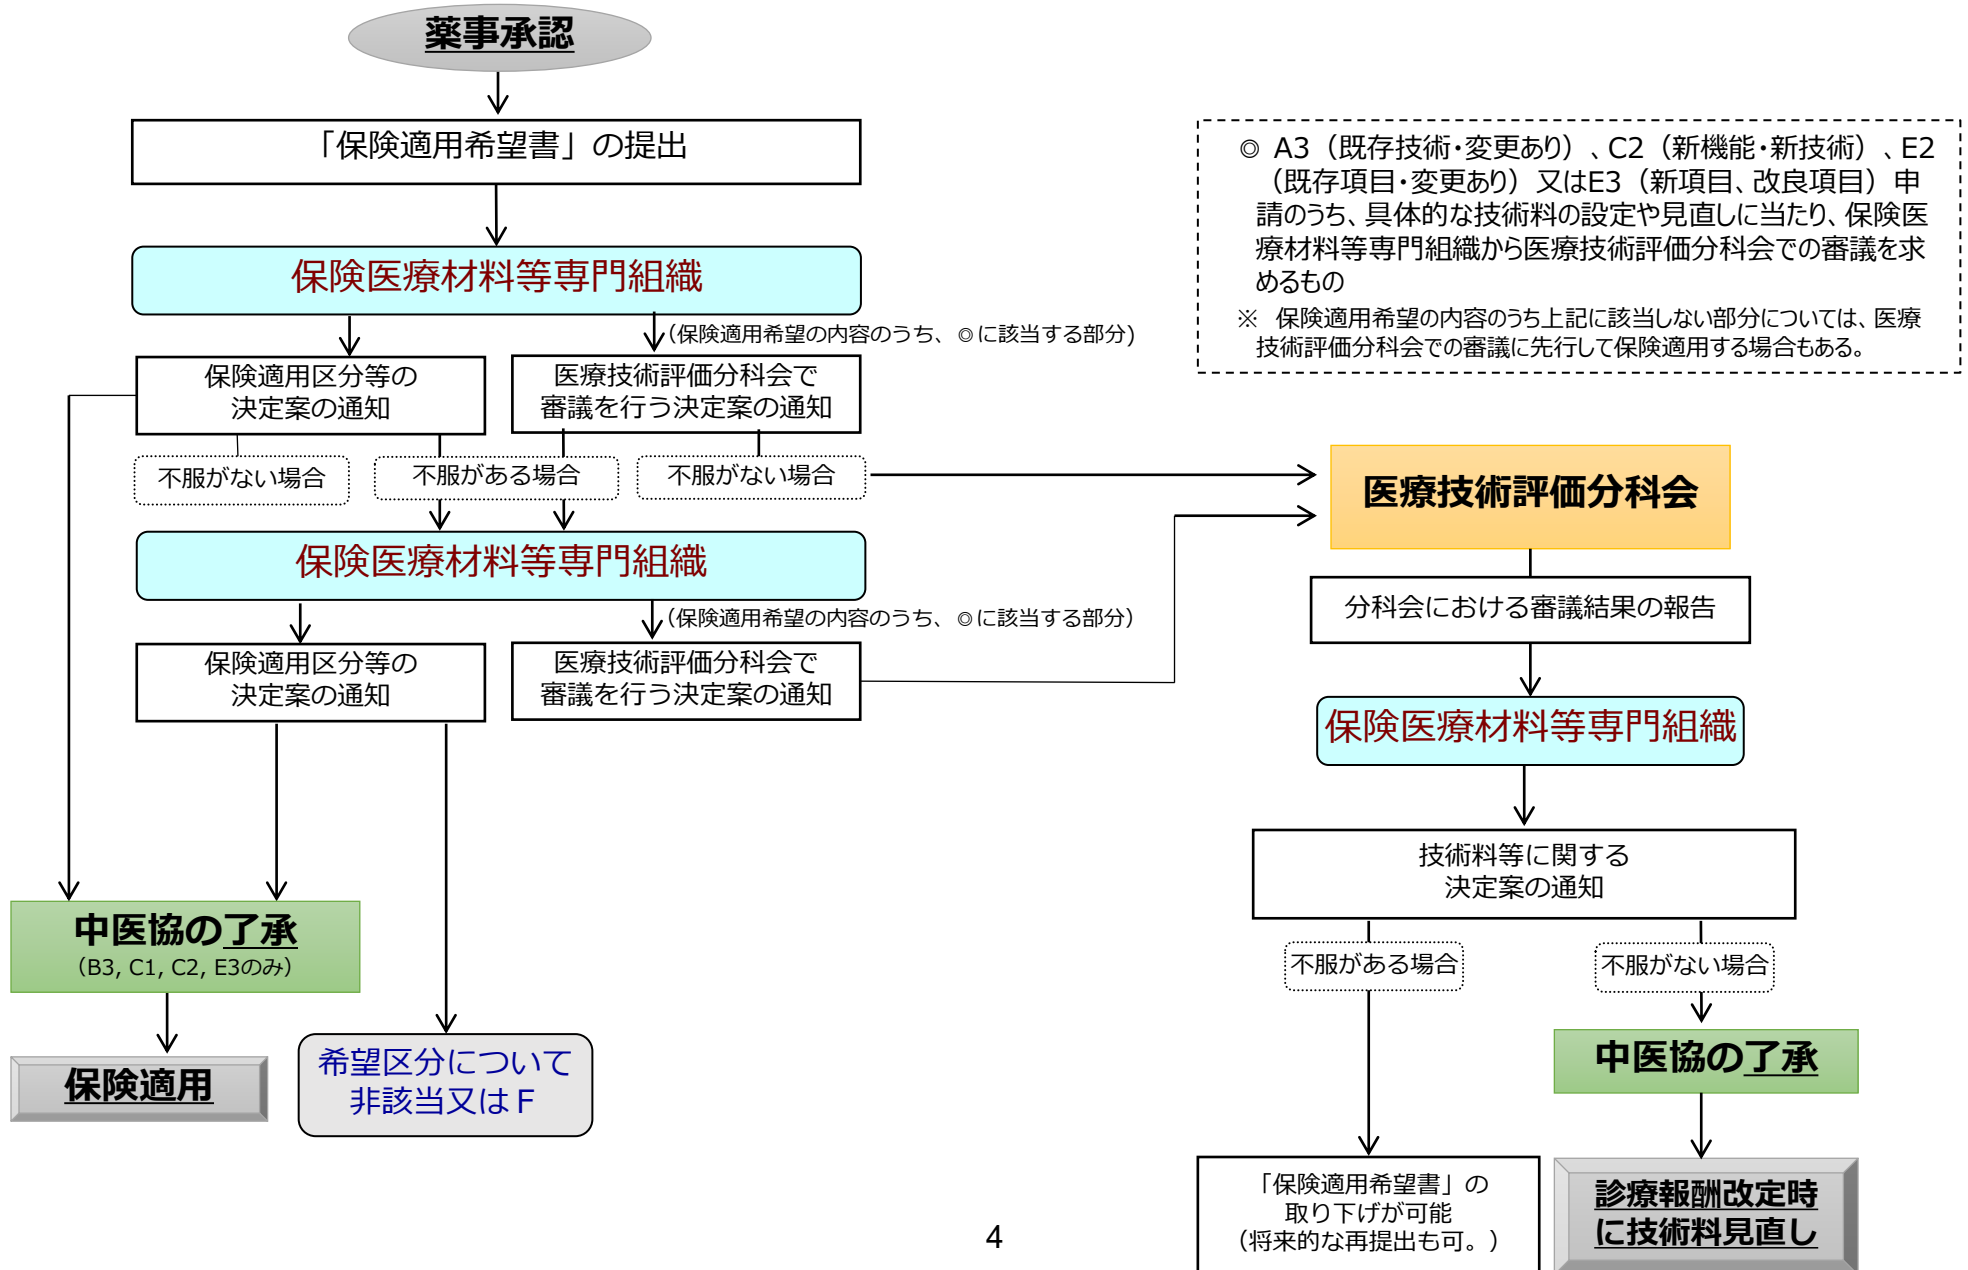 薬事承認
「保険適用希望書」の提出
保険医療材料等専門組織
（保険適用希望の内容のうち、◎に該当する部分）
保険適用区分等の
決定案の通知
医療技術評価分科会で
審議を行う決定案の通知
不服がない場合
不服がある場合
不服がない場合
保険医療材料等専門組織
（保険適用希望の内容のうち、◎に該当する部分）
保険適用区分等の
決定案の通知
医療技術評価分科会で
審議を行う決定案の通知
中医協の了承
（B3, C1, C2, E3のみ）
保険適用
希望区分について
非該当又はF
◎ A3（既存技術・変更あり）、C2（新機能・新技術）、E2
（既存項目・変更あり）又はE3（新項目、改良項目）申
請のうち、具体的な技術料の設定や見直しに当たり、保険医
療材料等専門組織から医療技術評価分科会での審議を求
めるもの
※ 保険適用希望の内容のうち上記に該当しない部分については、医療
技術評価分科会での審議に先行して保険適用する場合もある。
医療技術評価分科会
分科会における審議結果の報告
保険医療材料等専門組織
技術料等に関する
決定案の通知
不服がある場合
不服がない場合
中医協の了承
「保険適用希望書」の
取り下げが可能
（将来的な再提出も可。）
診療報酬改定時
に技術料見直し
4